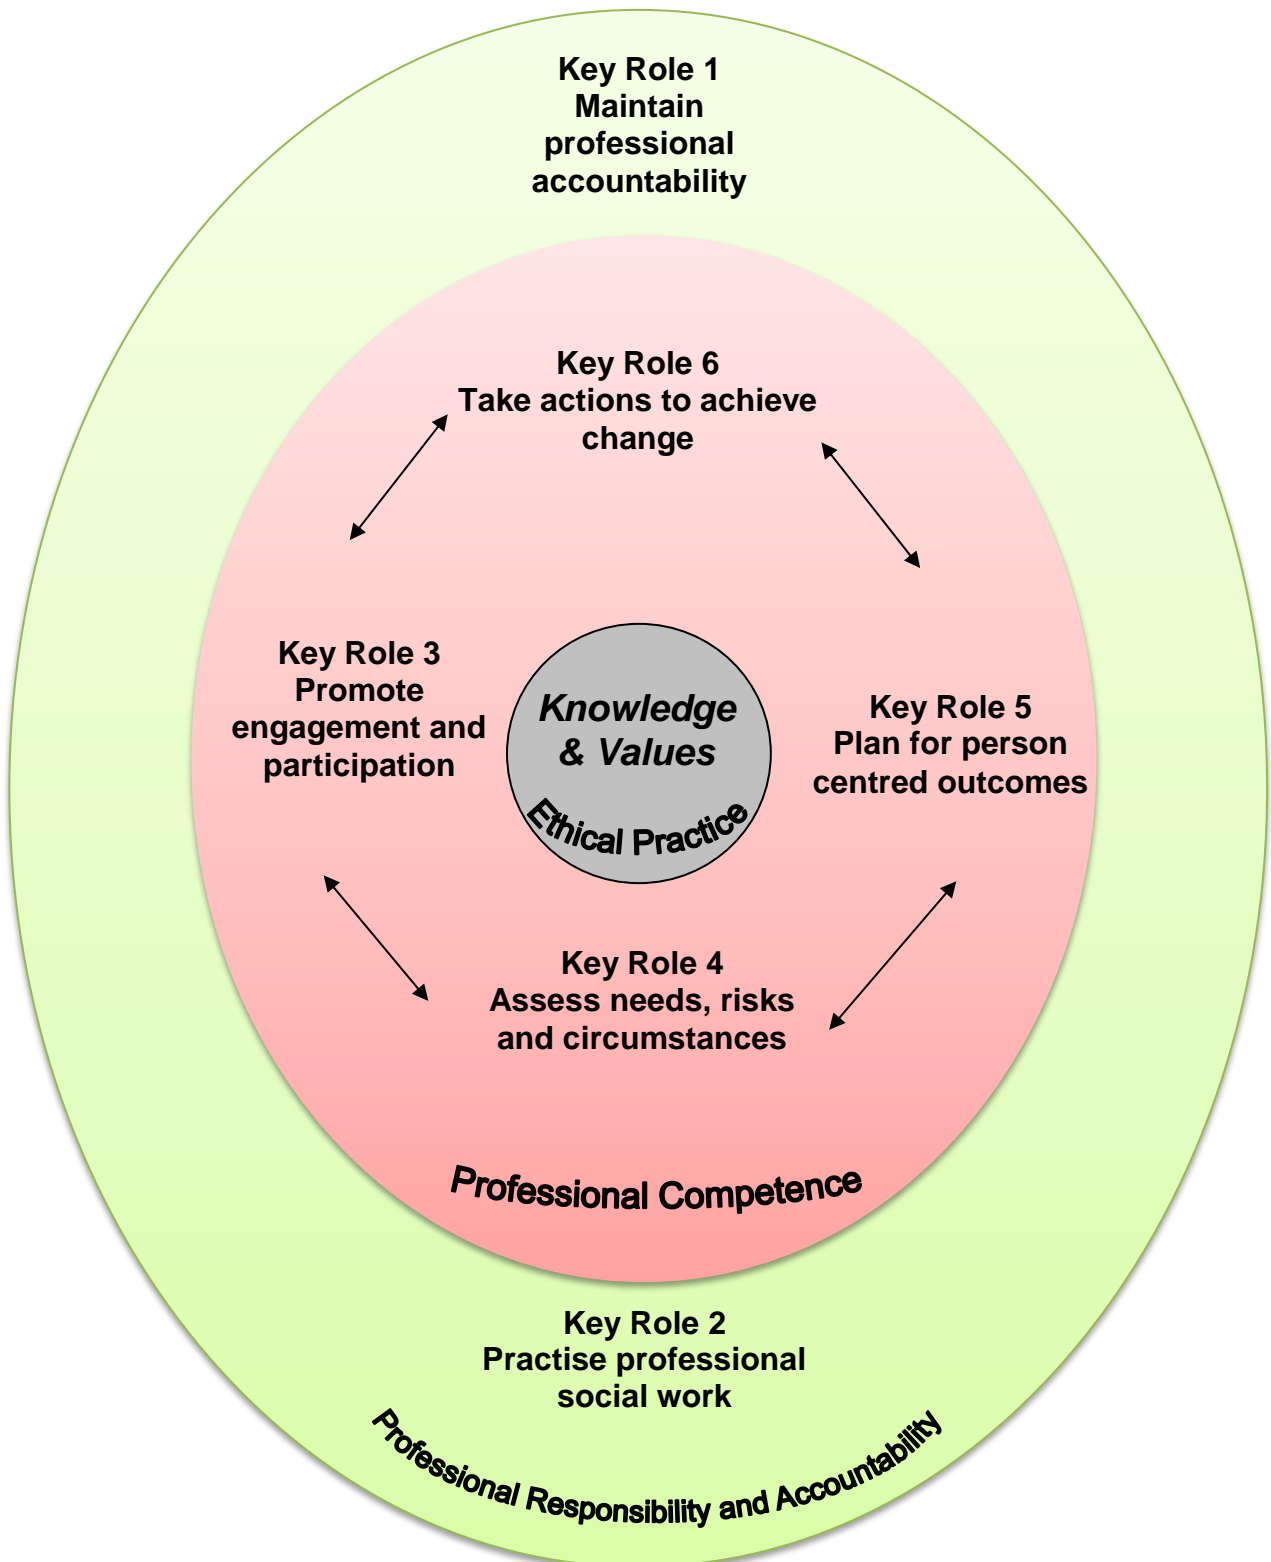 Key Role 1
Maintain
professional
accountability
Key Role 6
Take actions to achieve
change
Key Role 3
Promote
engagement and
participation
Knowledge
& Values
Ethical Practice
Key Role 5
Plan for person
centred outcomes
Key Role 4
Assess needs, risks
and circumstances
Professional Competence
Key Role 2
Practise professional
social work
Professional Responsibility and Accountability